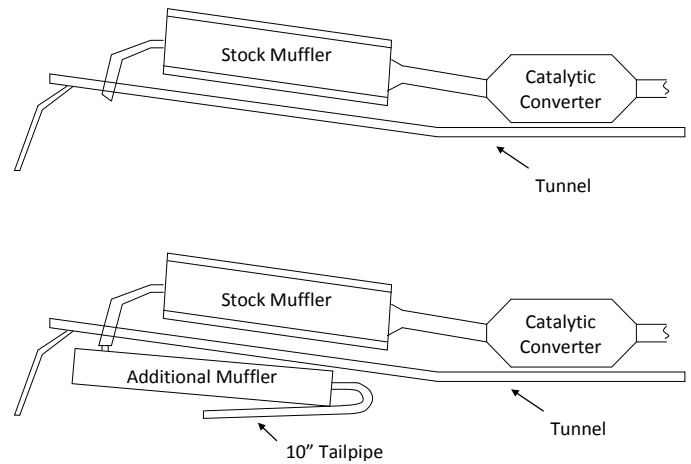 Stock Muffler
Catalytic
Converter
Tunnel
Stock Muffler
Catalytic
Converter
Additional Muffler
Tunnel
10” Tailpipe